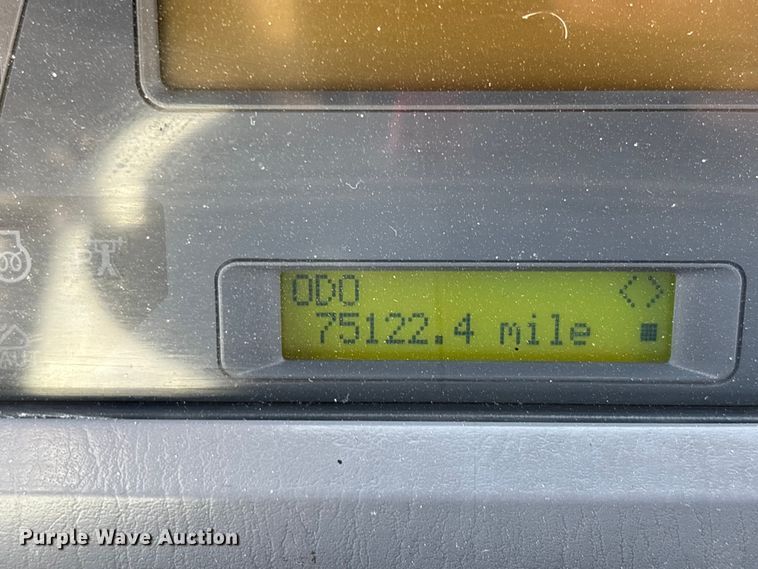 ODO <>
75122.4 mile ■
Purple Wave Auction